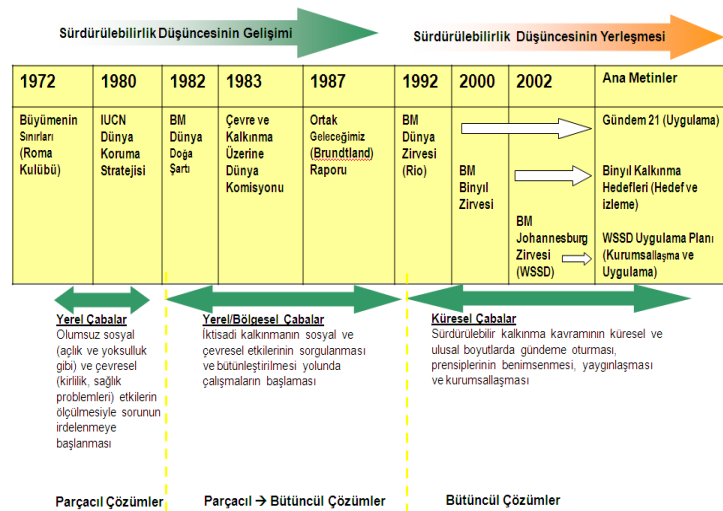 Sürdürülebilirlik Düşüncesinin Gelişimi
Sürdürülebilirlik Düşüncesinin Yerleşmesi
1972
1980
1982
1983
1987
1992
2000
2002
Ana Metinler
Büyümenin
Sınırları
(Roma
Kulübü)
IUCN
Dünya
Koruma
Stratejisi
BM
Dünya
Doğa
Şartı
Çevre ve
Kalkınma
Üzerine
Dünya
Komisyonu
Ortak
Geleceğimiz
(Brundtland)
Raporu
BM
Dünya
Zirvesi
(Rio)
BM
Binyıl
Zirvesi
BM
Johannesburg
Zirvesi
(WSSD)
Gündem 21 (Uygulama)
Binyıl Kalkınma
Hedefleri (Hedef ve
izleme)
WSSD Uygulama Planı
(Kurumsallaşma ve
Uygulama)
Yerel Çabalar
Olumsuz sosyal
(açlık ve yoksulluk
gibi) ve çevresel
(kirlilik, sağlık
problemleri) etkilerin
ölçülmesiyle sorunun
irdelenmeye
başlanması
Yerel/Bölgesel Çabalar
İktisadi kalkınmanın sosyal ve
çevresel etkilerinin sorgulanması
ve bütünleştirilmesi yolunda
çalışmaların başlaması
Küresel Çabalar
Sürdürülebilir kalkınma kavramının küresel ve
ulusal boyutlarda gündeme oturması,
prensiplerinin benimsenmesi, yaygınlaşması
ve kurumsallaşması
Parçacıl Çözümler
Parçacıl → Bütüncül Çözümler
Bütüncül Çözümler